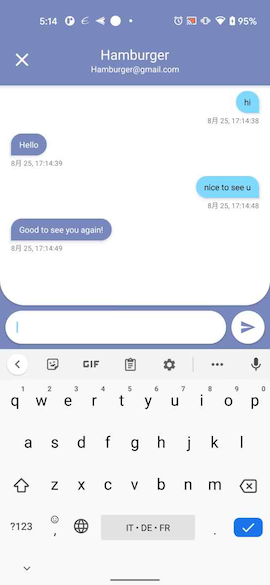 5:14
95%
Hamburger
Hamburger@gmail.com
hi
8月 25, 17:14:38
Hello
8月 25, 17:14:39
nice to see u
8月 25, 17:14:48
Good to see you again!
8月 25, 17:14:49
GIF
1 2 3 4 5 6 7 8 9 0
q w e r t y u i o p
a s d f g h j k l
z x c v b n m
?123 , IT • DE • FR .